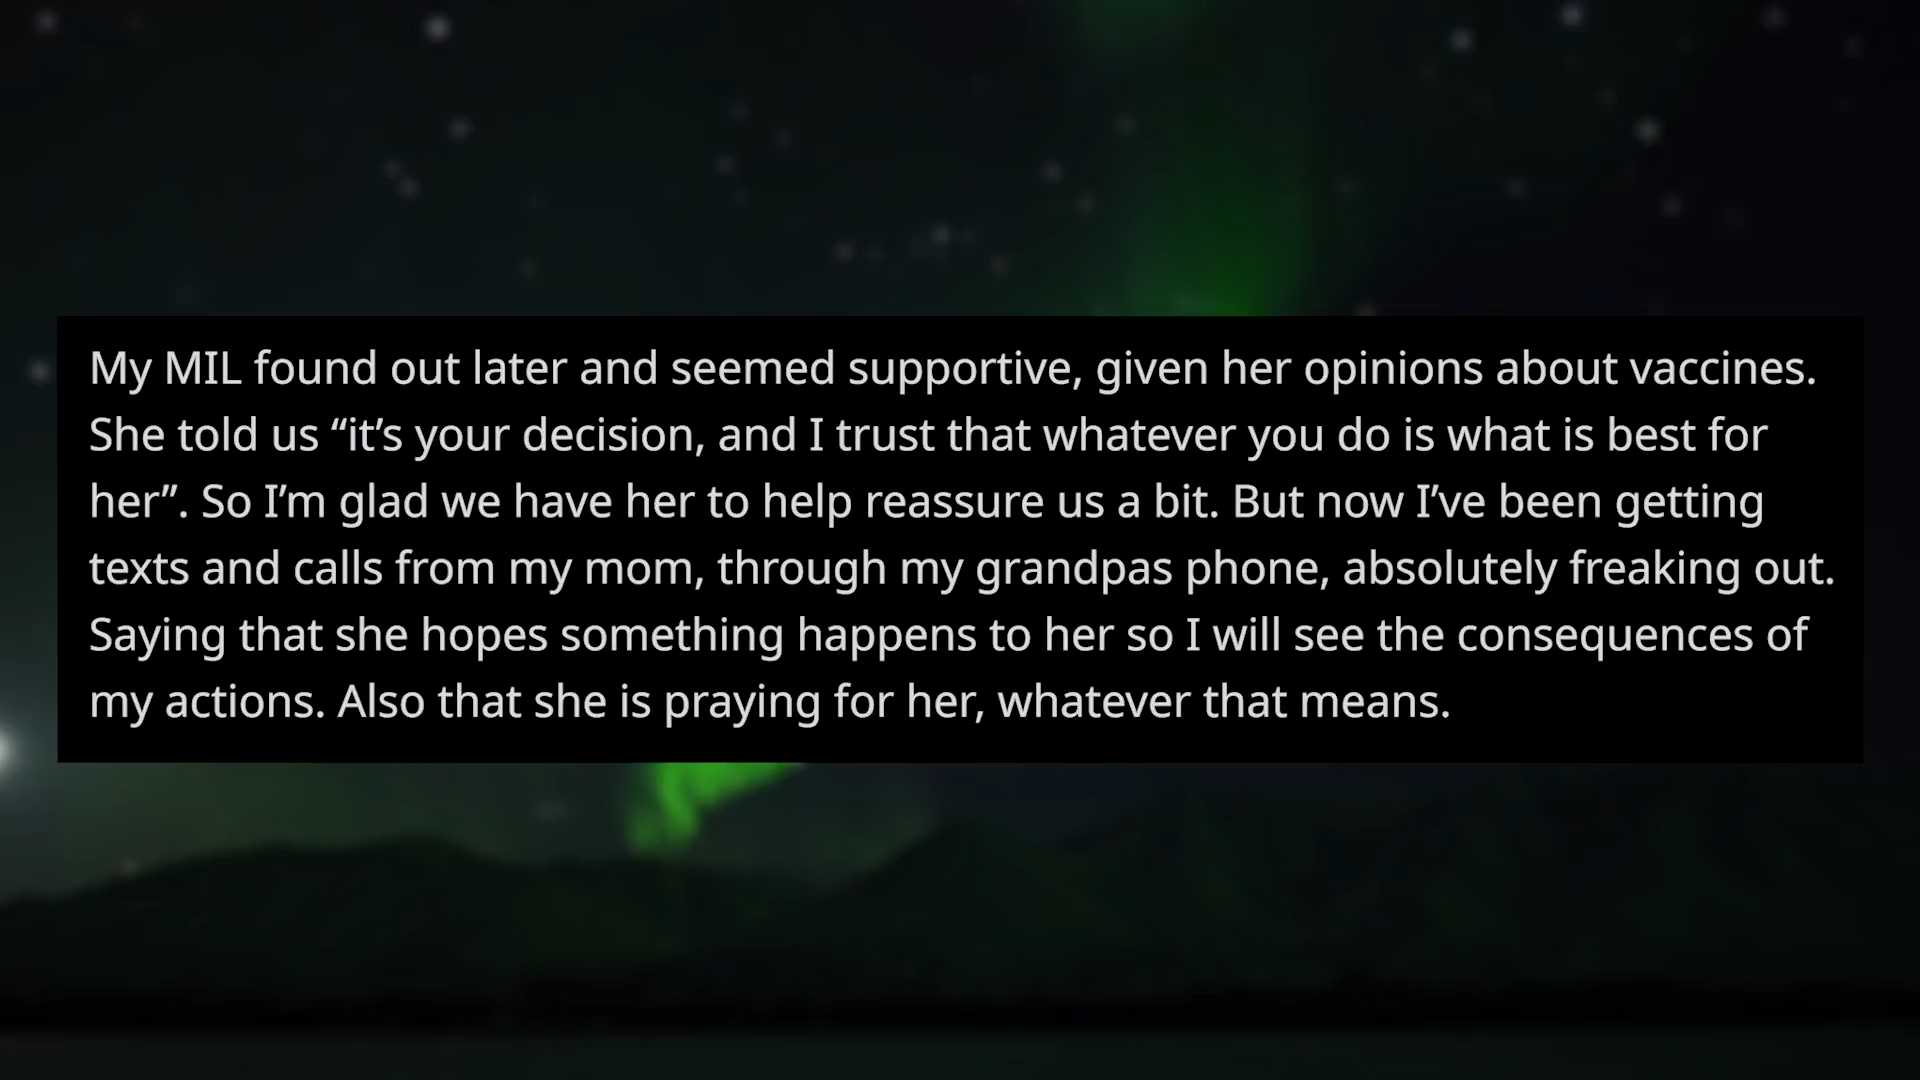 My MIL found out later and seemed supportive, given her opinions about vaccines.
She told us “it’s your decision, and I trust that whatever you do is what is best for
her”. So I’m glad we have her to help reassure us a bit. But now I’ve been getting
texts and calls from my mom, through my grandpas phone, absolutely freaking out.
Saying that she hopes something happens to her so I will see the consequences of
my actions. Also that she is praying for her, whatever that means.